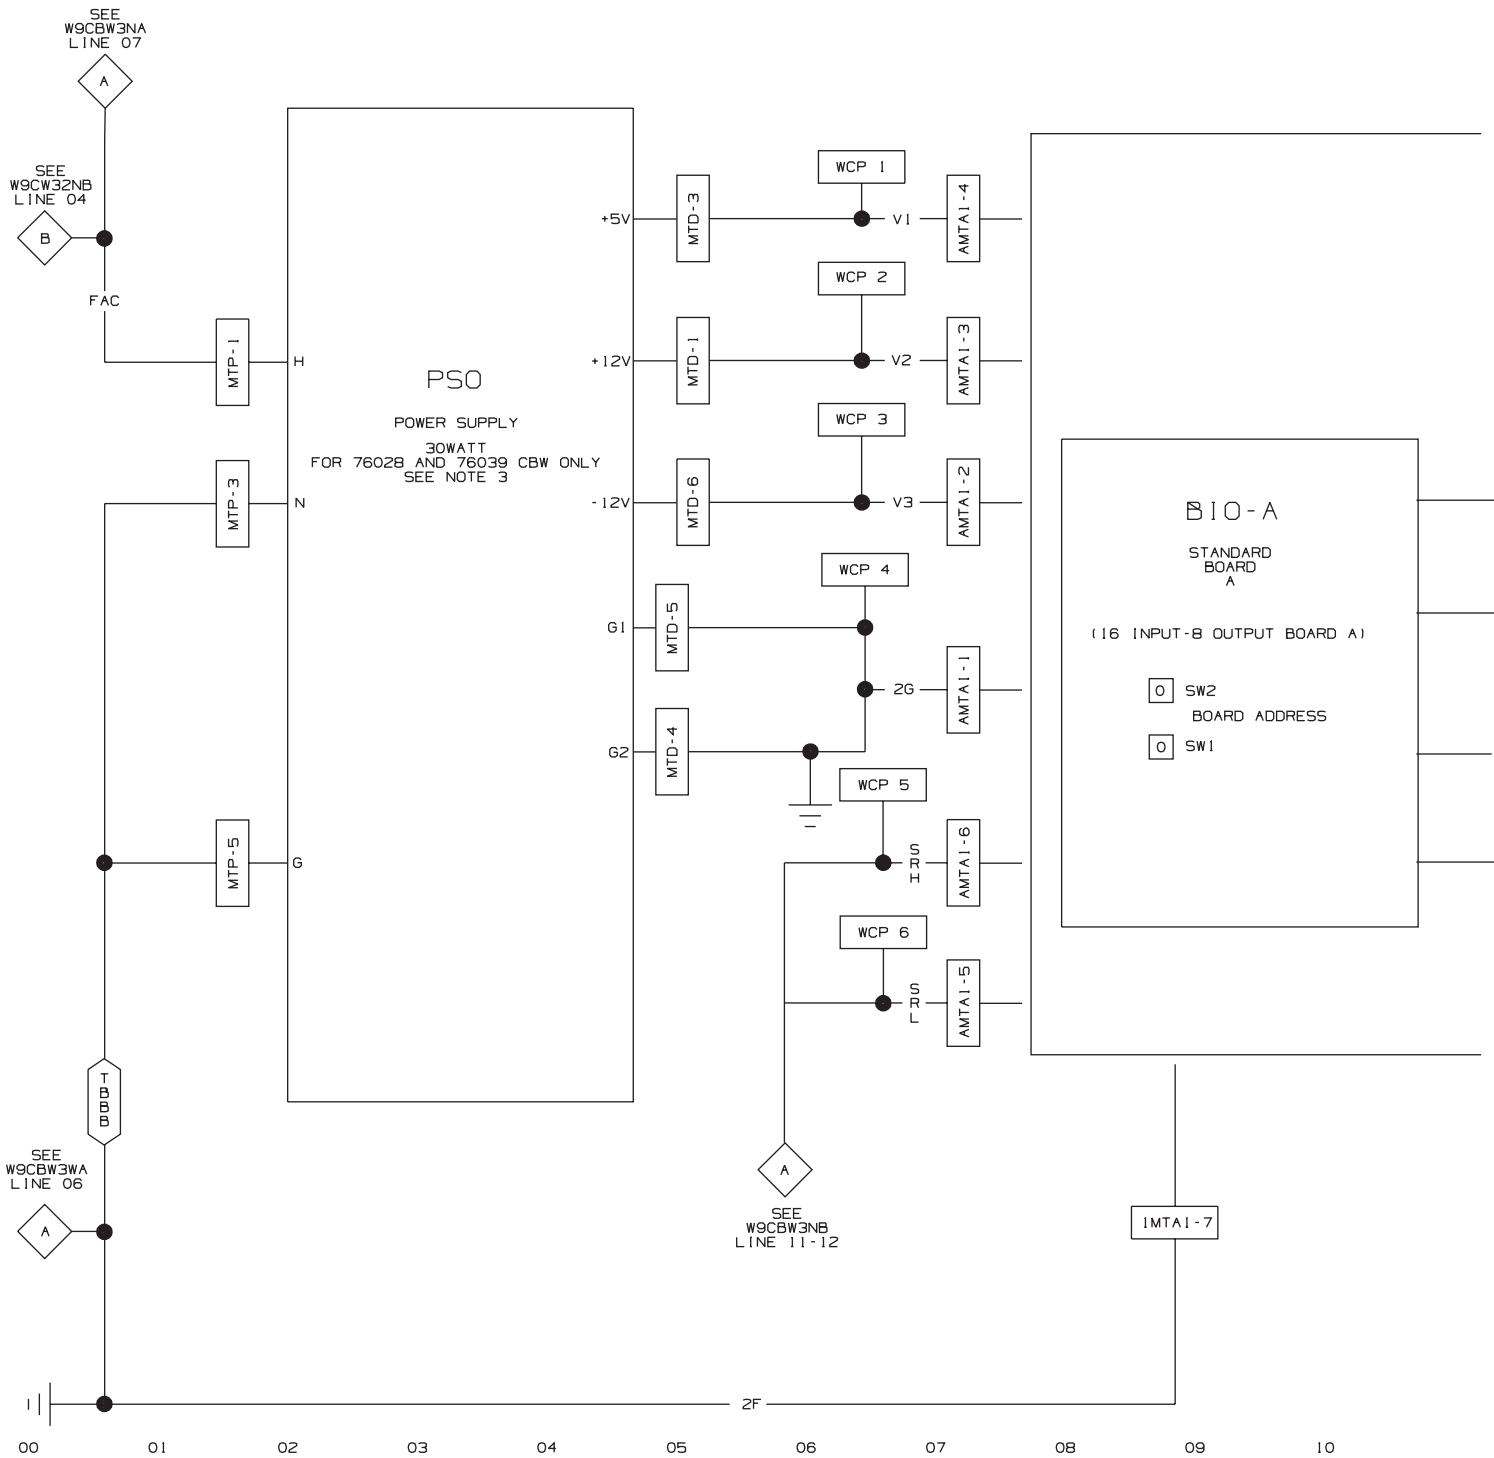 SEE
W9CBW3NA
LINE 07
A
SEE
W9CW32NB
LINE 04
B
FAC
MTP-1
H
MTP-3
N
MTP-5
G
TBBB
SEE
W9CBW3WA
LINE 06
A
PSO
POWER SUPPLY
30WATT
FOR 76028 AND 76039 CBW ONLY
SEE NOTE 3
+5V
MTD-3
WCP 1
V1
AMTA1-4
+12V
MTD-1
WCP 2
V2
AMTA1-3
-12V
MTD-6
WCP 3
V3
AMTA1-2
G1
MTD-5
WCP 4
2G
AMTA1-1
G2
MTD-4
WCP 5
SRH
AMTA1-6
WCP 6
SRL
AMTA1-5
A
SEE
W9CBW3NB
LINE 11-12
BIO-A
STANDARD
BOARD
A
(16 INPUT-8 OUTPUT BOARD A)
0 SW2
BOARD ADDRESS
0 SW1
1MTA1-7
2F
00 01 02 03 04 05 06 07 08 09 10